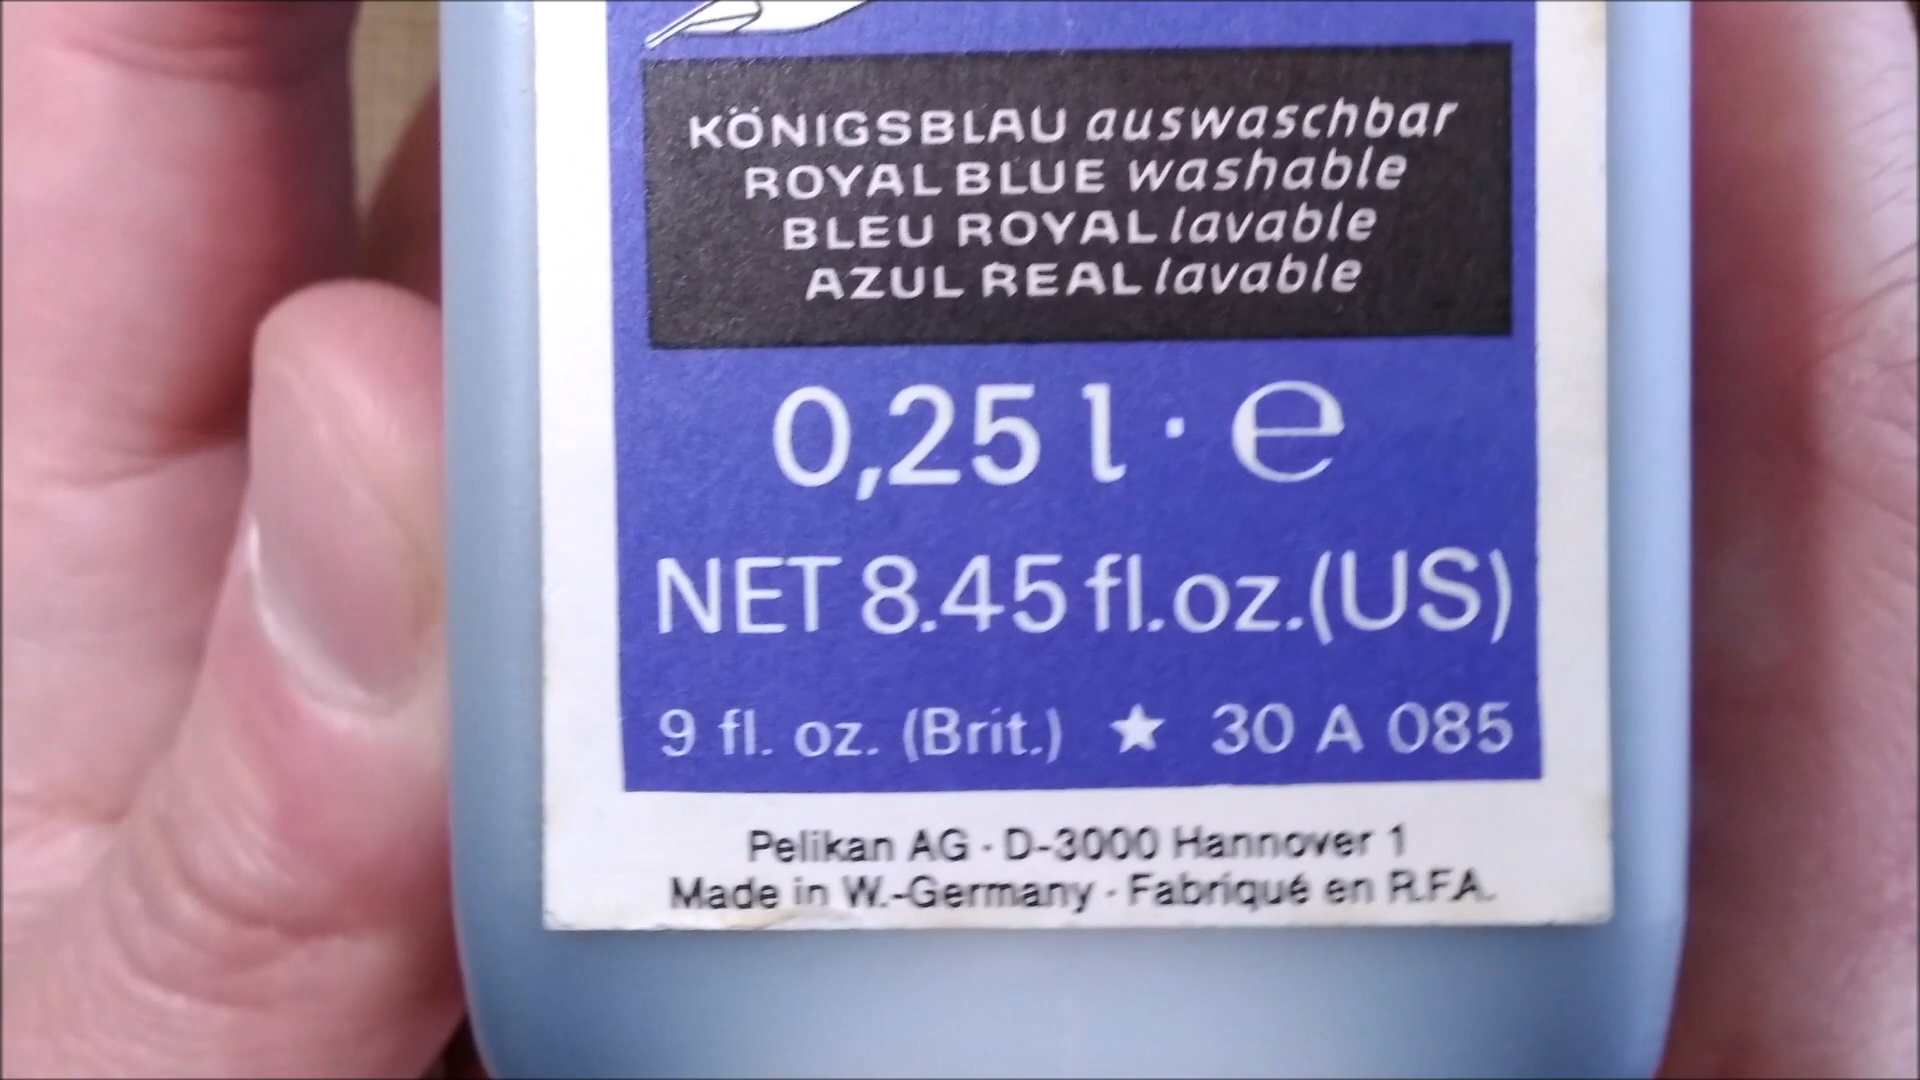 KÖNIGSBLAU auswaschbar
ROYAL BLUE washable
BLEU ROYAL lavable
AZUL REAL lavable
0,25 l · ℮
NET 8.45 fl.oz.(US)
9 fl. oz. (Brit.) ★ 30 A 085
Pelikan AG · D-3000 Hannover 1
Made in W.-Germany · Fabriqué en R.F.A.